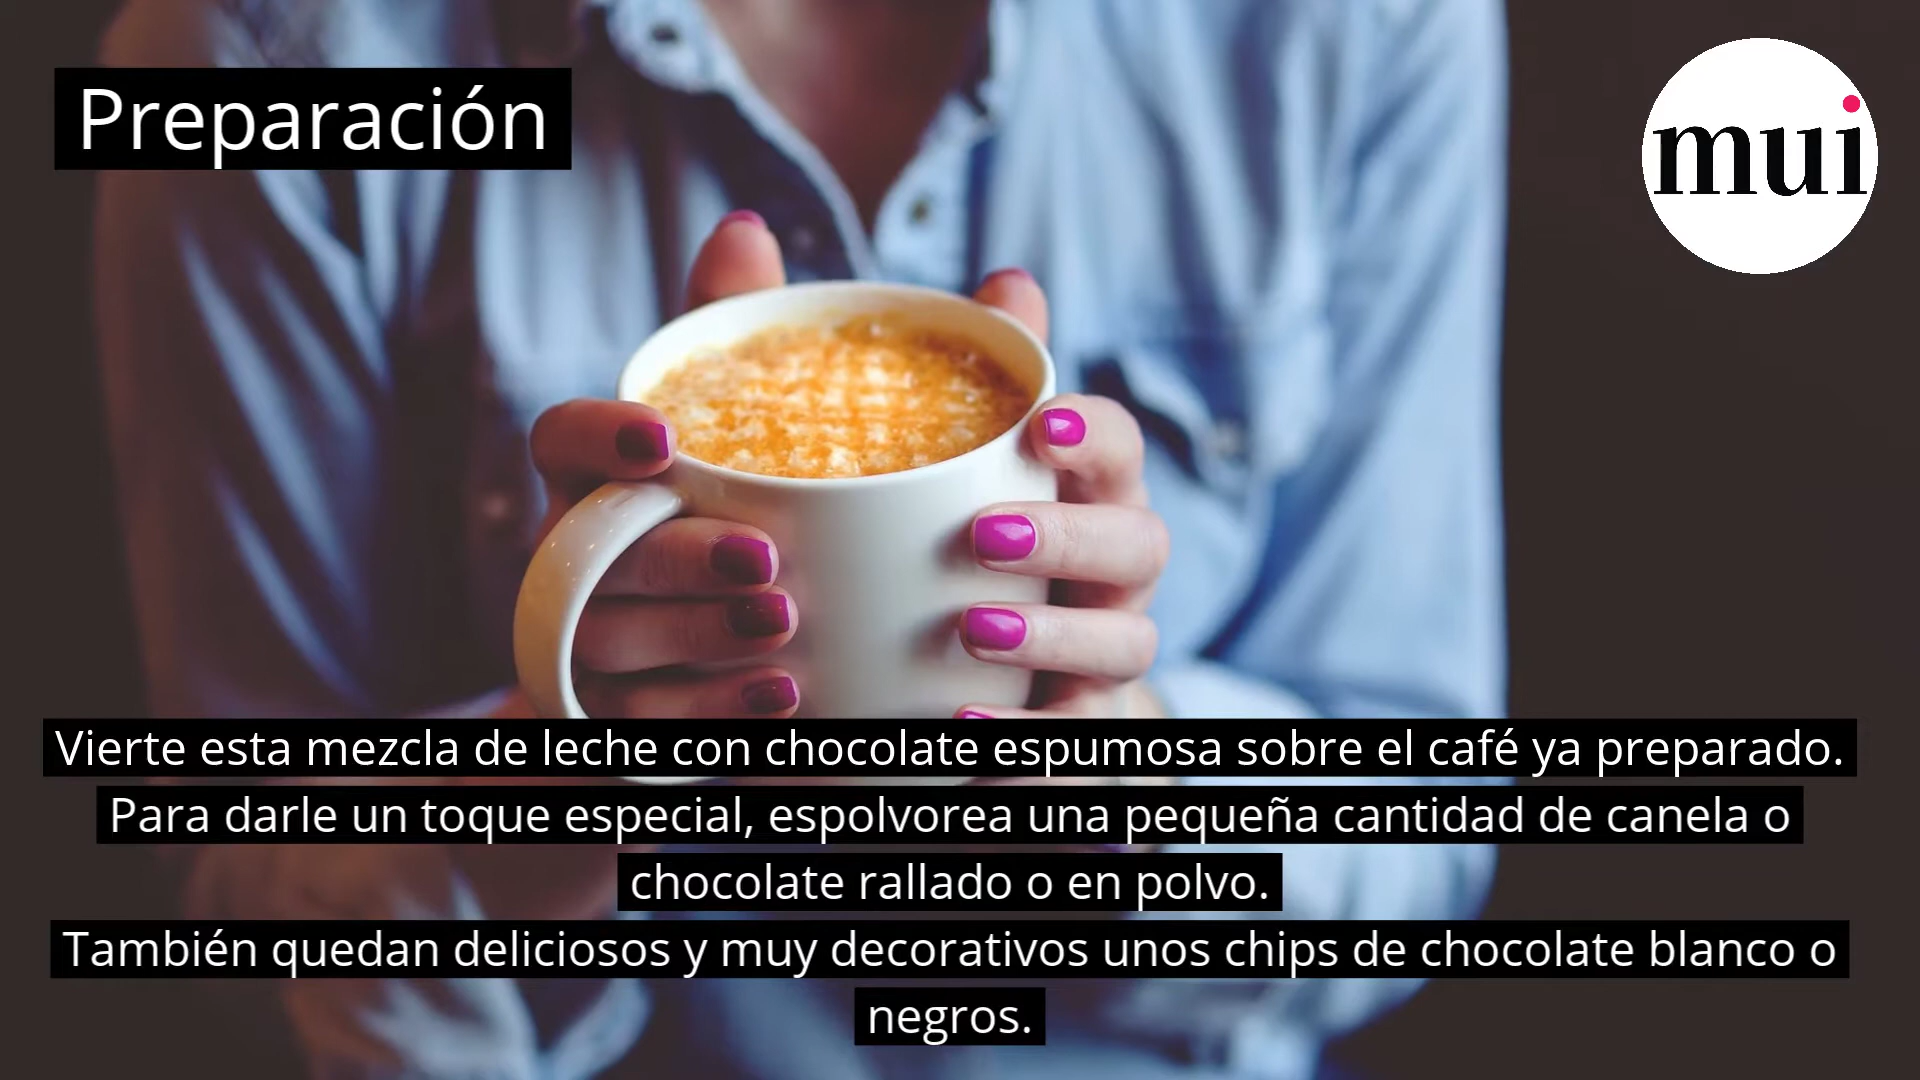 Preparación
mui
Vierte esta mezcla de leche con chocolate espumosa sobre el café ya preparado.
Para darle un toque especial, espolvorea una pequeña cantidad de canela o
chocolate rallado o en polvo.
También quedan deliciosos y muy decorativos unos chips de chocolate blanco o
negros.